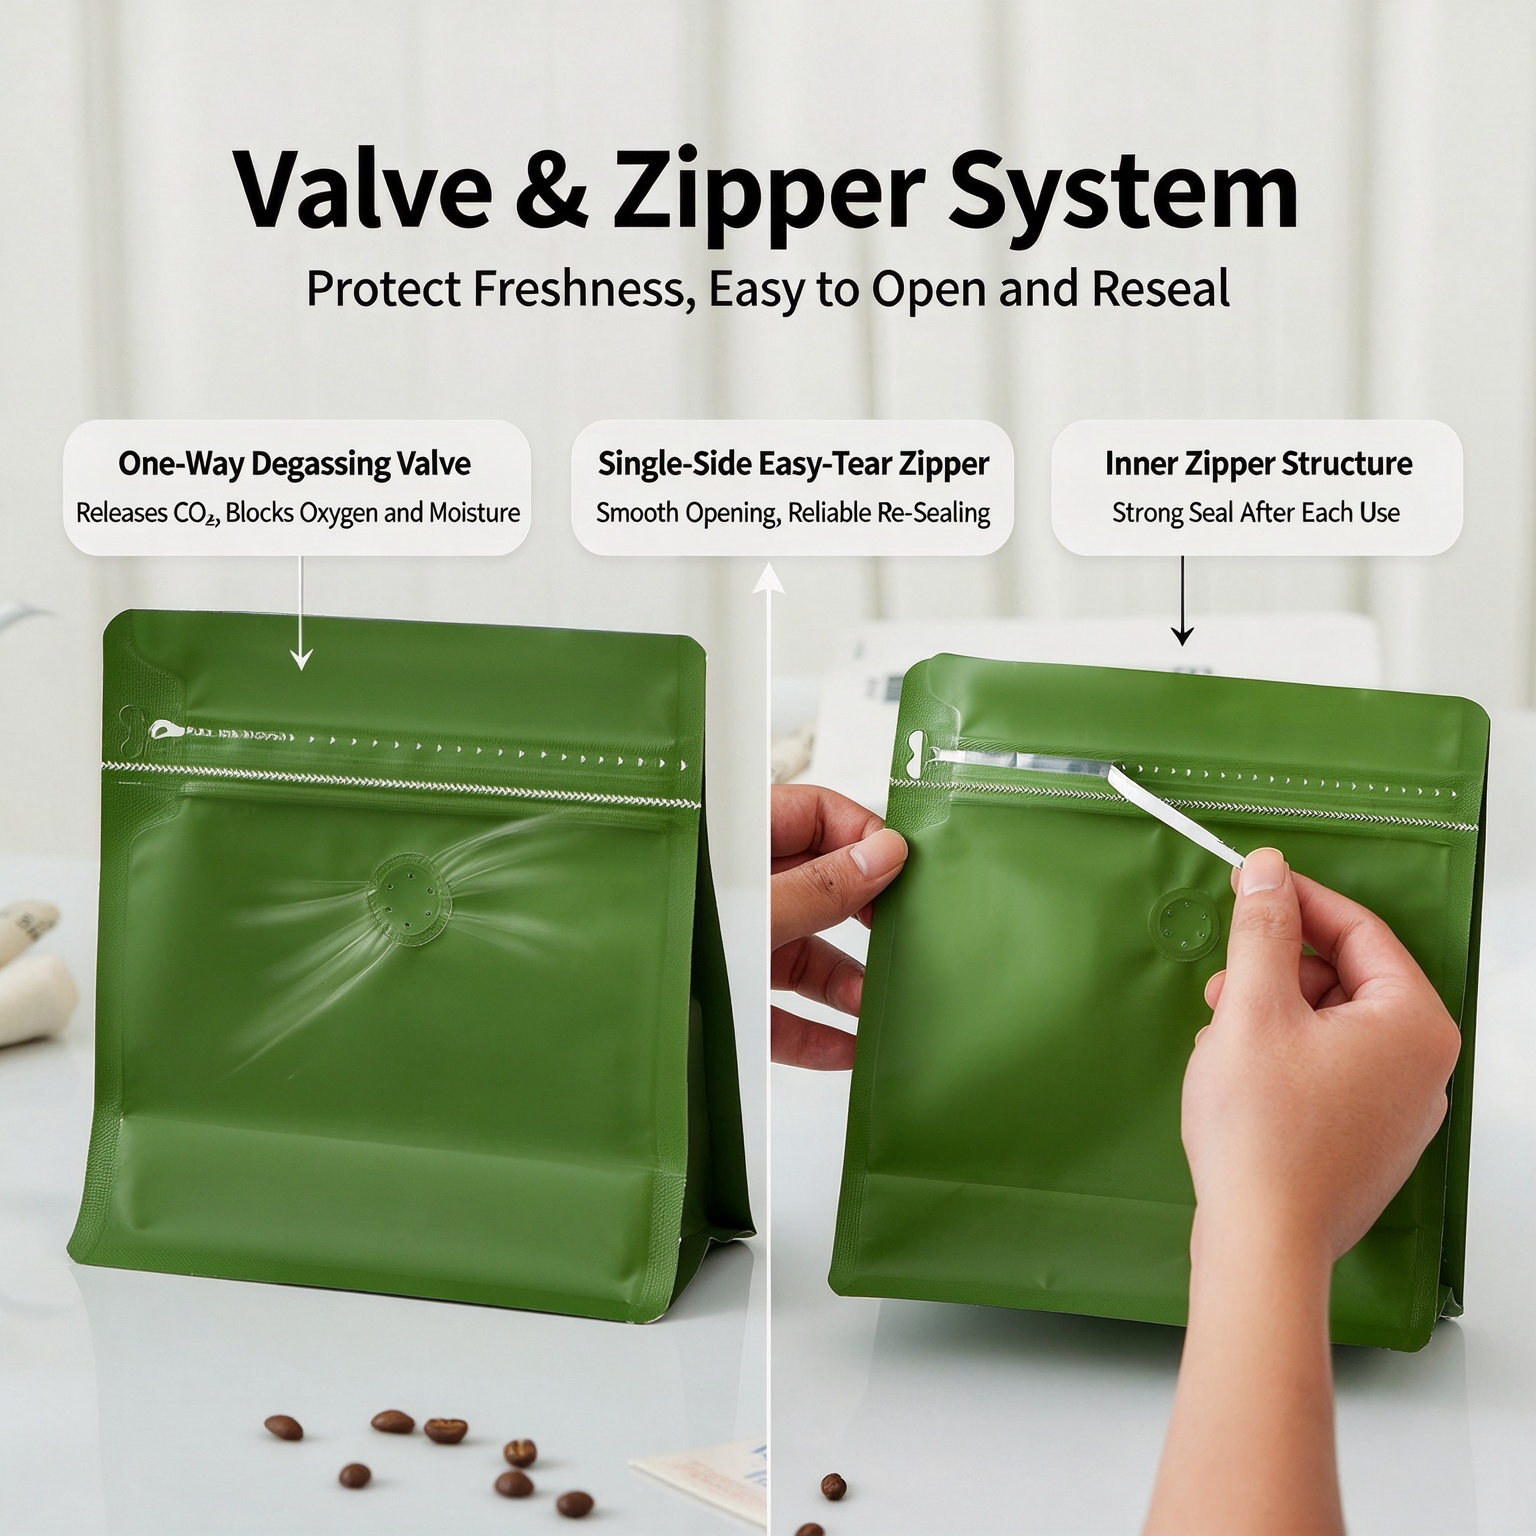 Valve & Zipper System
Protect Freshness, Easy to Open and Reseal
One-Way Degassing Valve
Releases CO₂, Blocks Oxygen and Moisture
Single-Side Easy-Tear Zipper
Smooth Opening, Reliable Re-Sealing
Inner Zipper Structure
Strong Seal After Each Use